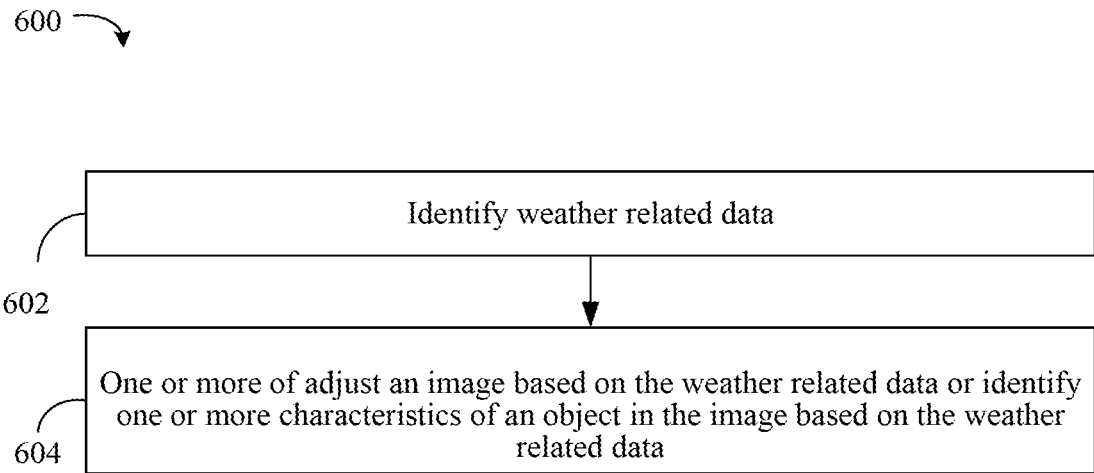 600
Identify weather related data
602
One or more of adjust an image based on the weather related data or identify
one or more characteristics of an object in the image based on the weather
related data
604